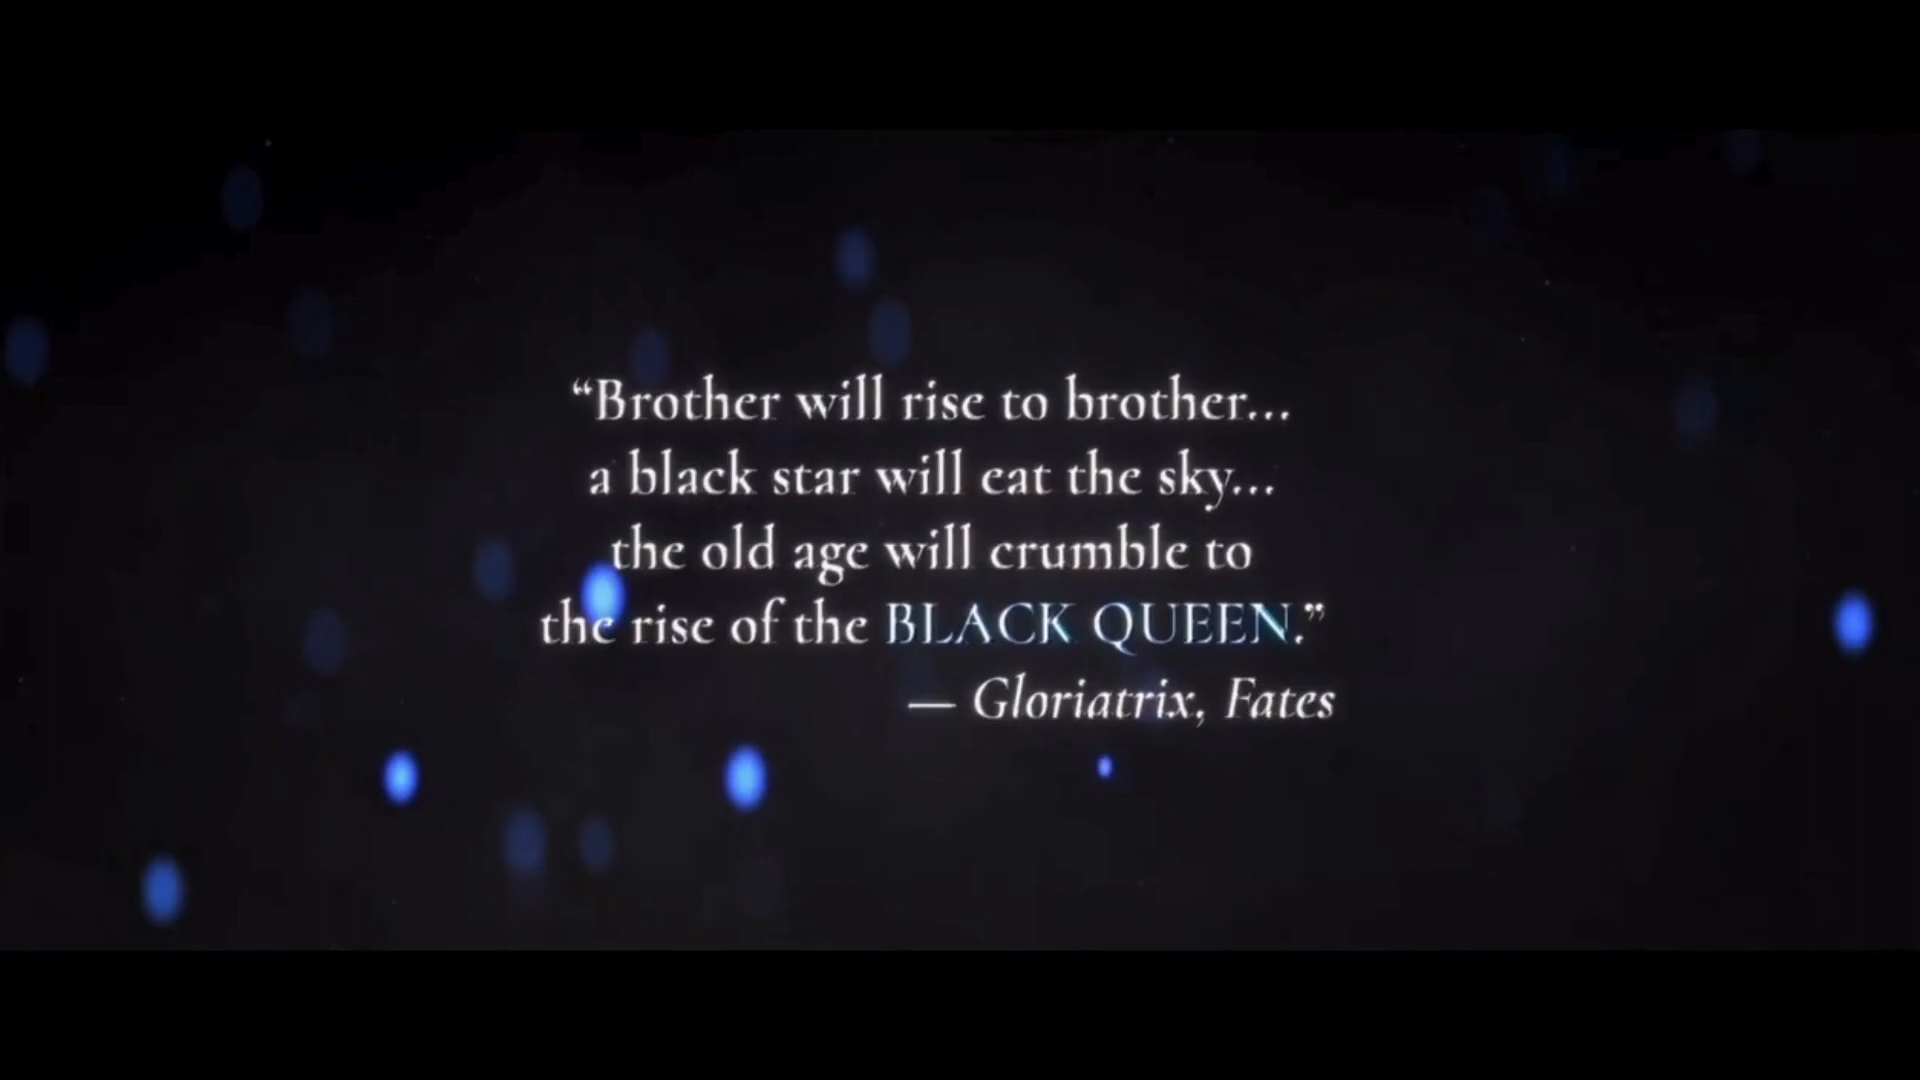 “Brother will rise to brother...
a black star will eat the sky...
the old age will crumble to
the rise of the BLACK QUEEN.”
— Gloriatrix, Fates